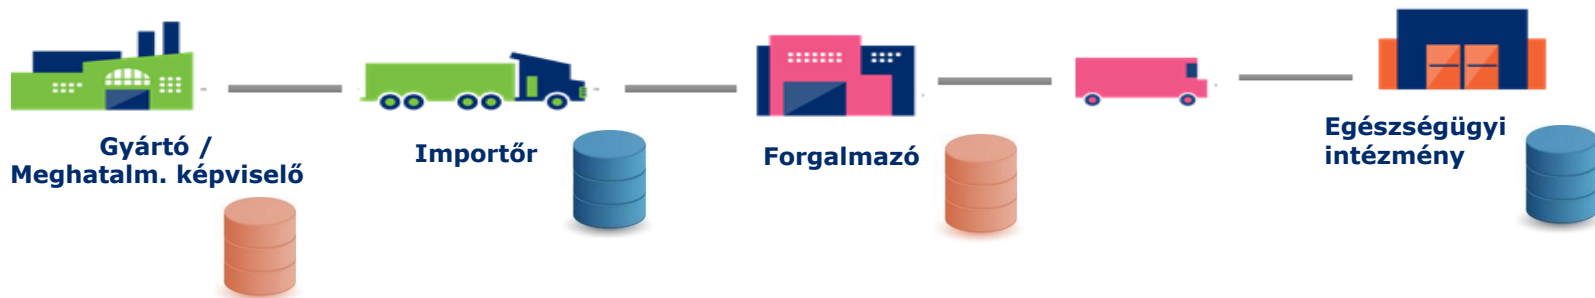 Gyártó /
Meghatalm. képviselő
Importőr
Forgalmazó
Egészségügyi
intézmény